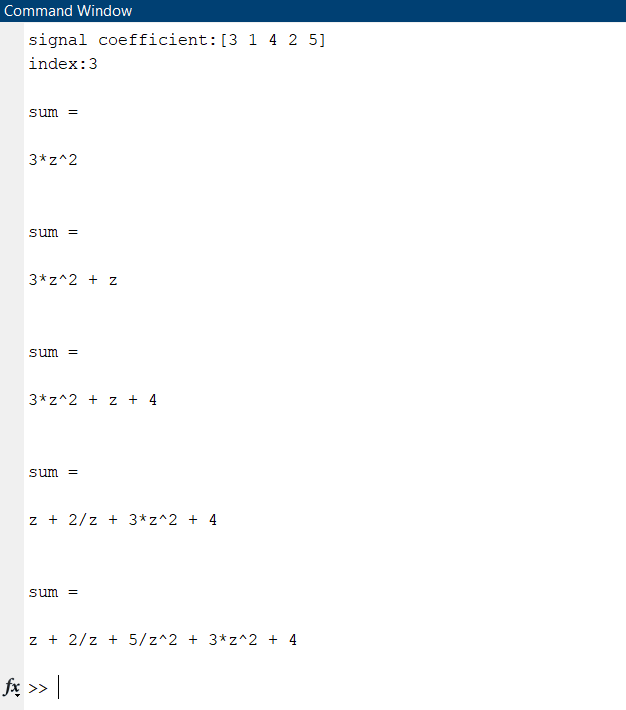 Command Window
signal coefficient:[3 1 4 2 5]
index:3
sum =
3*z^2
sum =
3*z^2 + z
sum =
3*z^2 + z + 4
sum =
z + 2/z + 3*z^2 + 4
sum =
z + 2/z + 5/z^2 + 3*z^2 + 4
fx >>